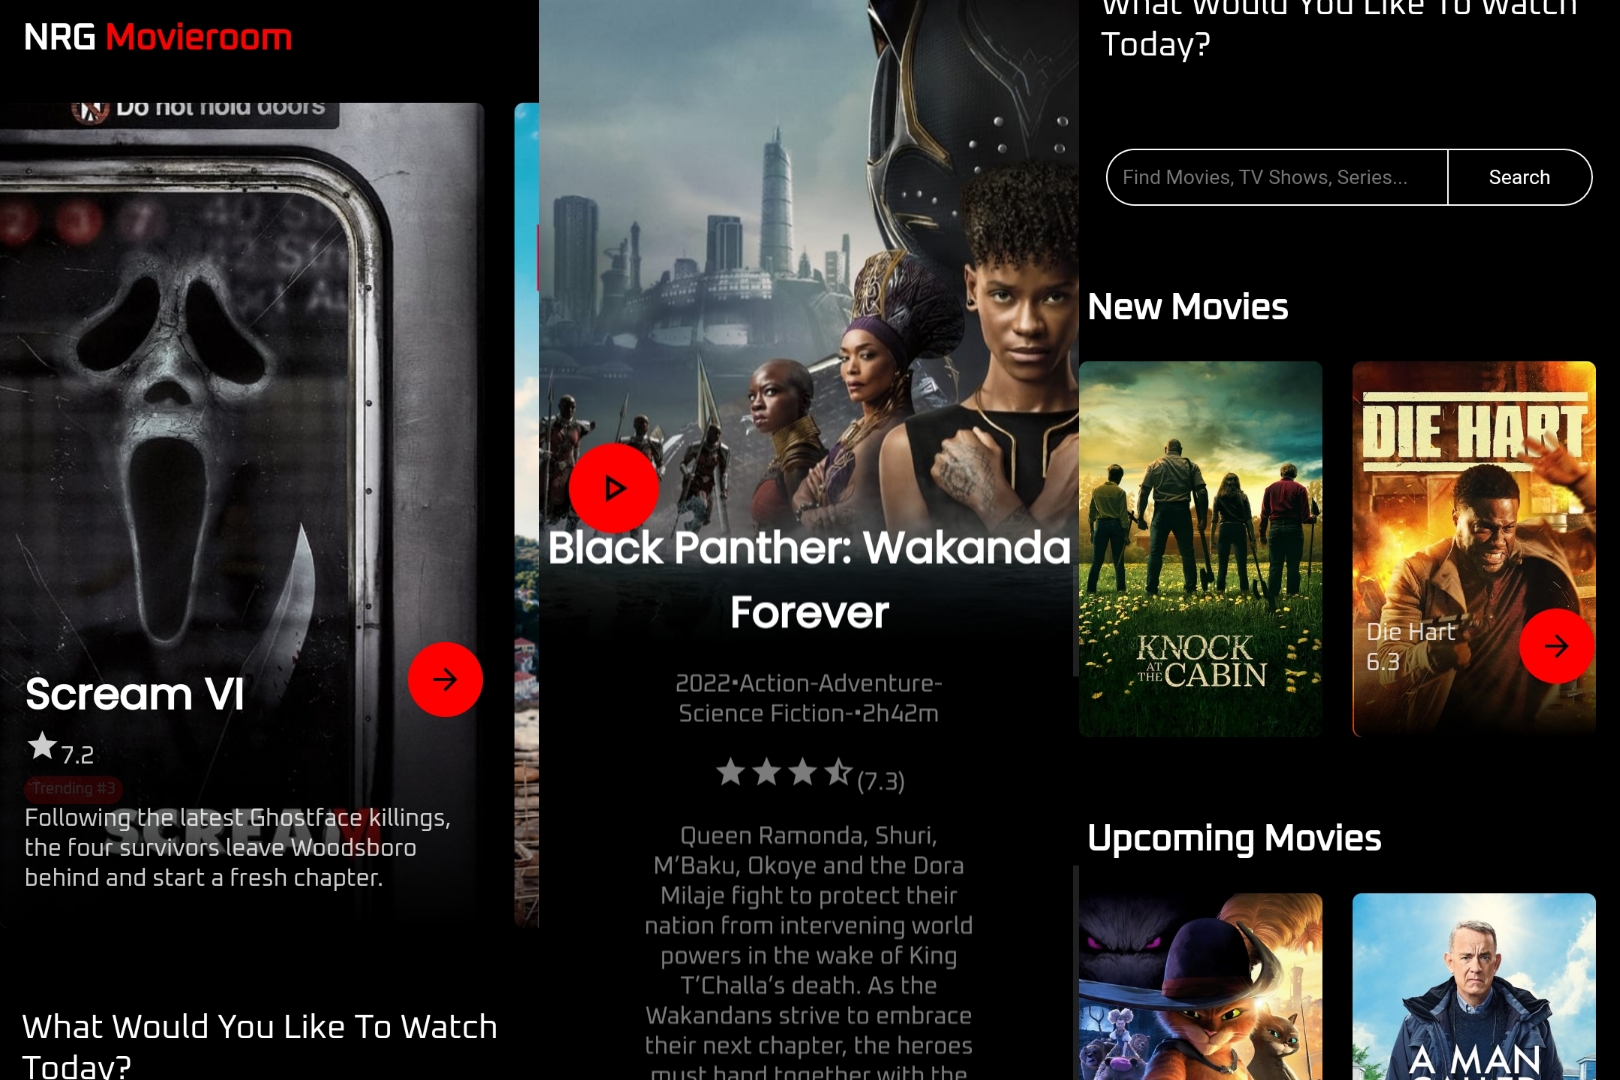 NRG Movieroom
Do not hold doors
Scream VI
7.2
Trending #3
SCREAM
Following the latest Ghostface killings,
the four survivors leave Woodsboro
behind and start a fresh chapter.
What Would You Like To Watch
Today?
Black Panther: Wakanda
Forever
2022•Action-Adventure-
Science Fiction-•2h42m
(7.3)
Queen Ramonda, Shuri,
M’Baku, Okoye and the Dora
Milaje fight to protect their
nation from intervening world
powers in the wake of King
T’Challa’s death. As the
Wakandans strive to embrace
their next chapter, the heroes
must band together with the
What Would You Like To Watch
Today?
Find Movies, TV Shows, Series...
Search
New Movies
KNOCK
AT THE CABIN
DIE HART
Die Hart
6.3
Upcoming Movies
A MAN